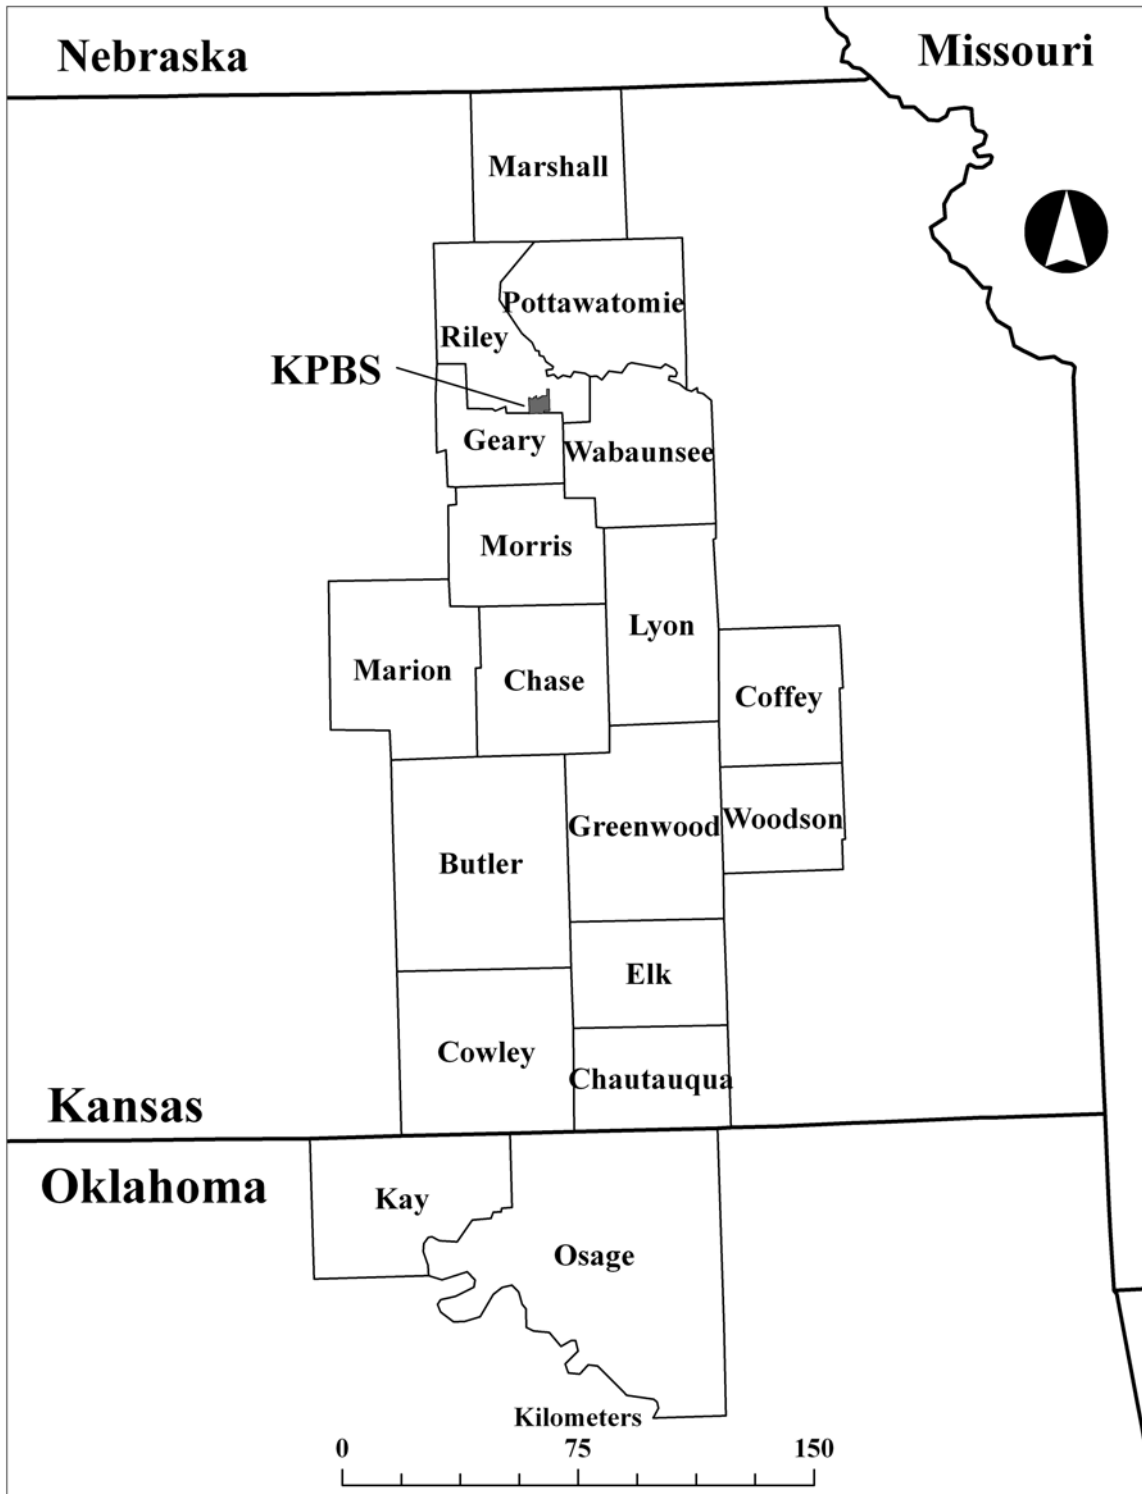 Nebraska
Missouri
Marshall
Pottawatomie
Riley
KPBS
Geary
Wabaunsee
Morris
Lyon
Marion
Chase
Coffey
Greenwood
Woodson
Butler
Elk
Cowley
Chautauqua
Kansas
Oklahoma
Kay
Osage
Kilometers
0 75 150